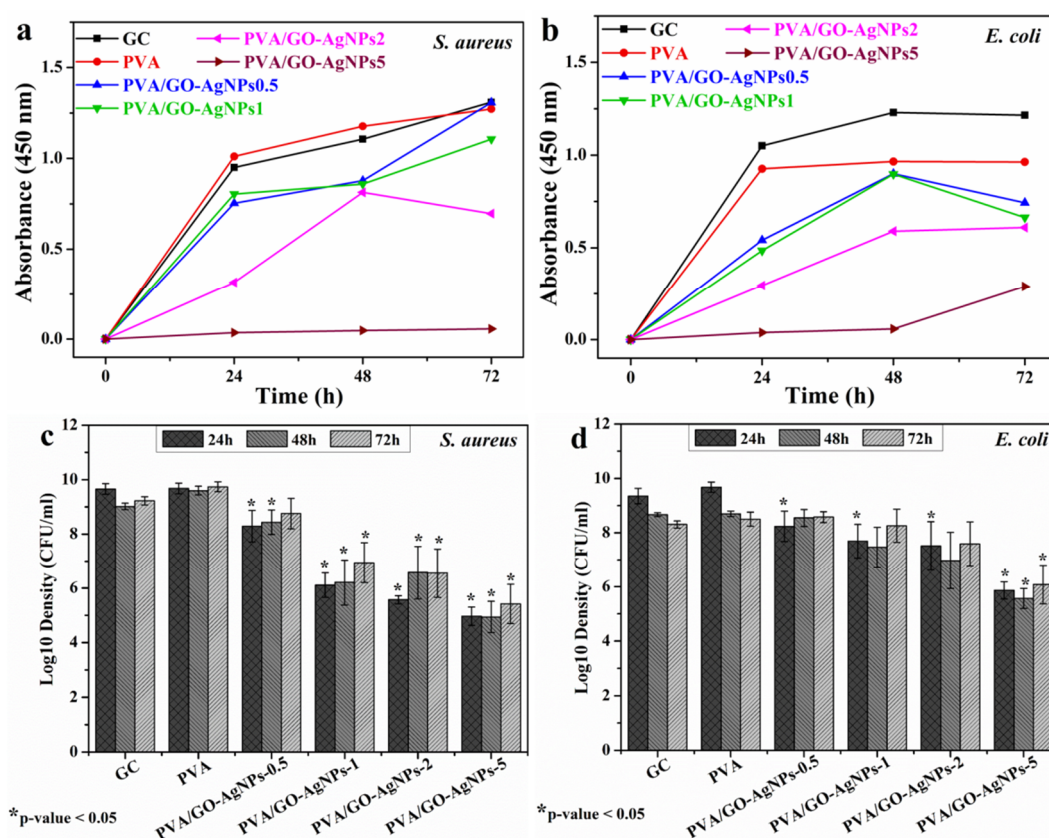 a
GC
PVA/GO-AgNPs2
S. aureus
PVA
PVA/GO-AgNPs5
PVA/GO-AgNPs0.5
PVA/GO-AgNPs1
Absorbance (450 nm)
1.5
1.0
0.5
0.0
0
24
48
72
Time (h)
b
GC
PVA/GO-AgNPs2
E. coli
PVA
PVA/GO-AgNPs5
PVA/GO-AgNPs0.5
PVA/GO-AgNPs1
Absorbance (450 nm)
1.5
1.0
0.5
0.0
0
24
48
72
Time (h)
c
24h
48h
72h
S. aureus
Log10 Density (CFU/ml)
12
10
8
6
4
2
0
* * * * * * * * * * *
GC
PVA
PVA/GO-AgNPs-0.5
PVA/GO-AgNPs-1
PVA/GO-AgNPs-2
PVA/GO-AgNPs-5
*p-value < 0.05
d
24h
48h
72h
E. coli
Log10 Density (CFU/ml)
12
10
8
6
4
2
0
* * * * * *
GC
PVA
PVA/GO-AgNPs-0.5
PVA/GO-AgNPs-1
PVA/GO-AgNPs-2
PVA/GO-AgNPs-5
*p-value < 0.05